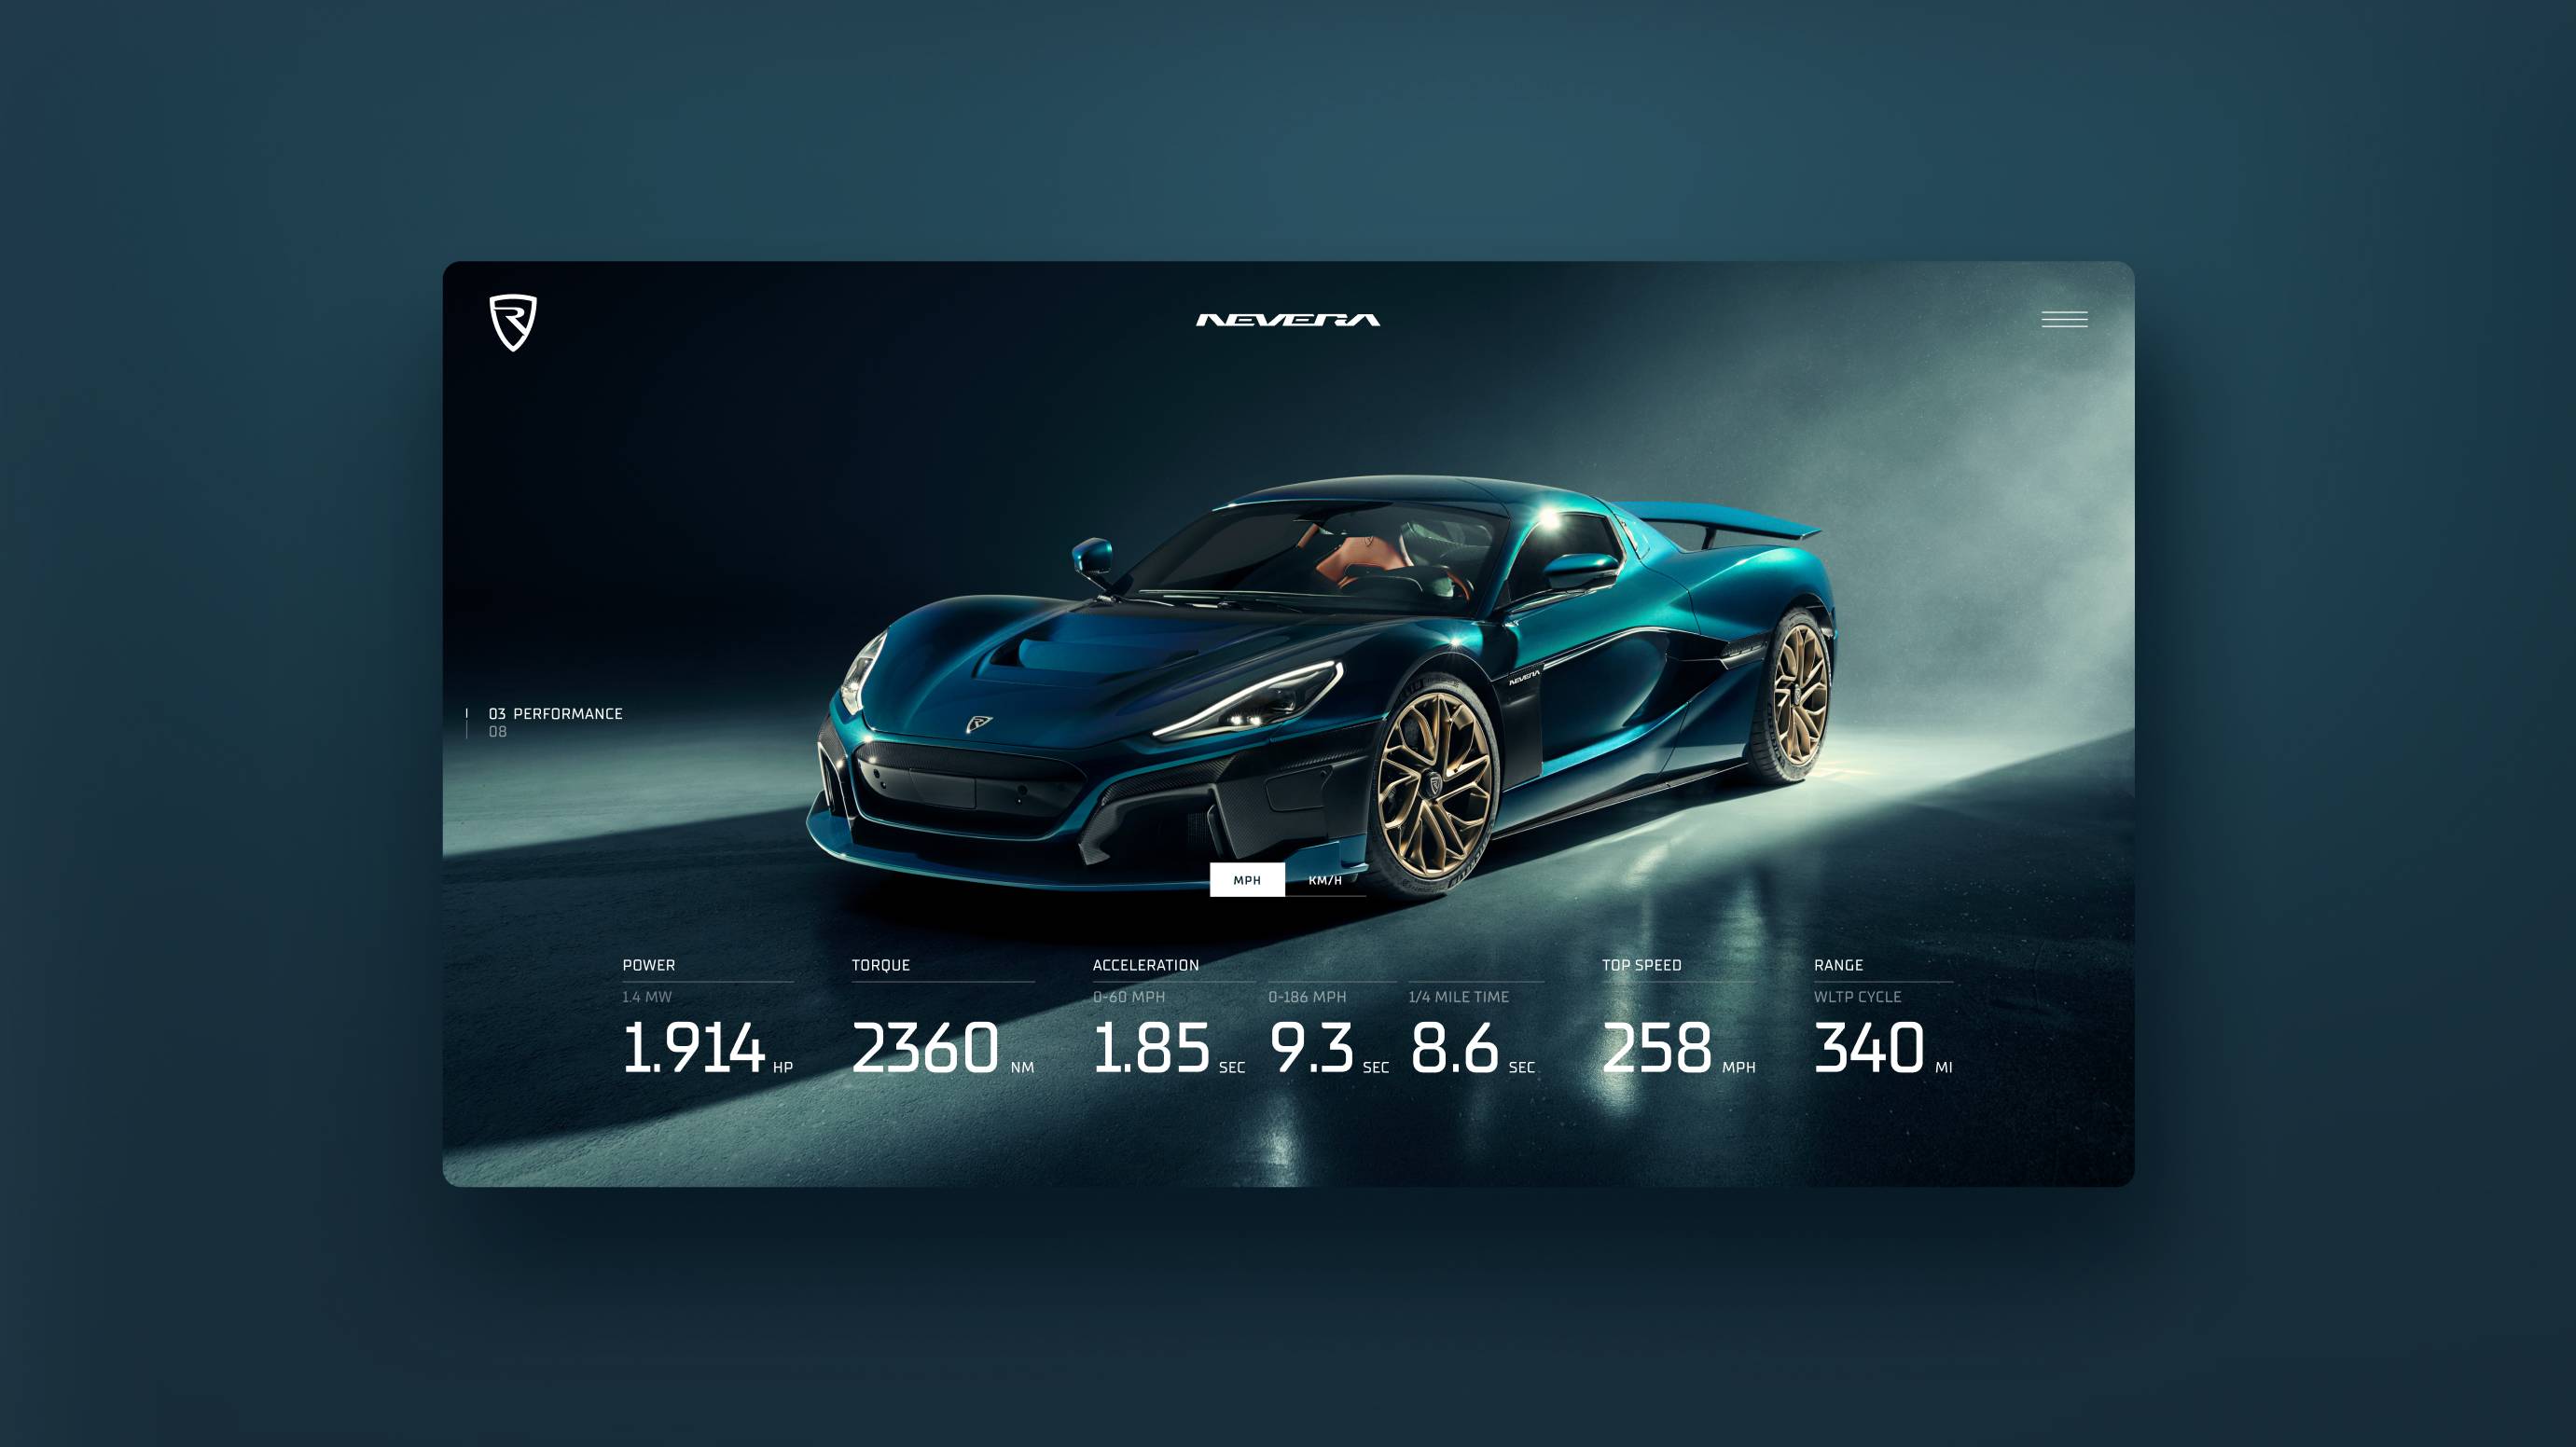 NEVERA
NEVERA
03 PERFORMANCE
08
MPH KM/H
POWER TORQUE ACCELERATION TOP SPEED RANGE
1.4 MW 0-60 MPH 0-186 MPH 1/4 MILE TIME WLTP CYCLE
1.914 HP 2360 NM 1.85 SEC 9.3 SEC 8.6 SEC 258 MPH 340 MI